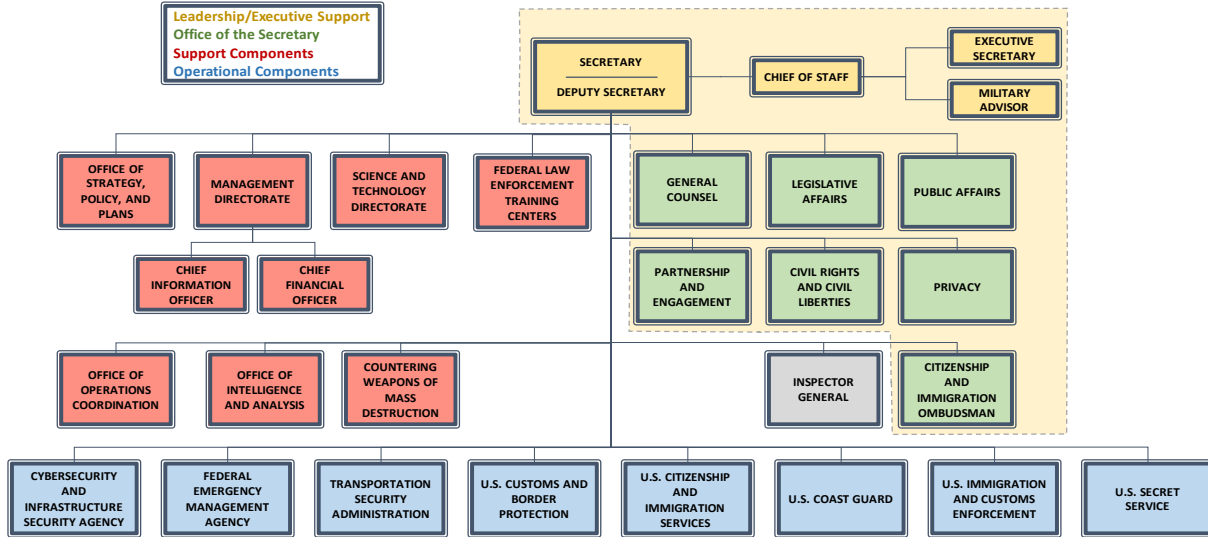 Leadership/Executive Support
Office of the Secretary
Support Components
Operational Components
SECRETARY
DEPUTY SECRETARY
CHIEF OF STAFF
EXECUTIVE
SECRETARY
MILITARY
ADVISOR
OFFICE OF
STRATEGY,
POLICY, AND
PLANS
MANAGEMENT
DIRECTORATE
SCIENCE AND
TECHNOLOGY
DIRECTORATE
FEDERAL LAW
ENFORCEMENT
TRAINING
CENTERS
GENERAL
COUNSEL
LEGISLATIVE
AFFAIRS
PUBLIC AFFAIRS
CHIEF
INFORMATION
OFFICER
CHIEF
FINANCIAL
OFFICER
PARTNERSHIP
AND
ENGAGEMENT
CIVIL RIGHTS
AND CIVIL
LIBERTIES
PRIVACY
OFFICE OF
OPERATIONS
COORDINATION
OFFICE OF
INTELLIGENCE
AND ANALYSIS
COUNTERING
WEAPONS OF
MASS
DESTRUCTION
INSPECTOR
GENERAL
CITIZENSHIP
AND
IMMIGRATION
OMBUDSMAN
CYBERSECURITY
AND
INFRASTRUCTURE
SECURITY AGENCY
FEDERAL
EMERGENCY
MANAGEMENT
AGENCY
TRANSPORTATION
SECURITY
ADMINISTRATION
U.S. CUSTOMS AND
BORDER
PROTECTION
U.S. CITIZENSHIP
AND
IMMIGRATION
SERVICES
U.S. COAST GUARD
U.S. IMMIGRATION
AND CUSTOMS
ENFORCEMENT
U.S. SECRET
SERVICE